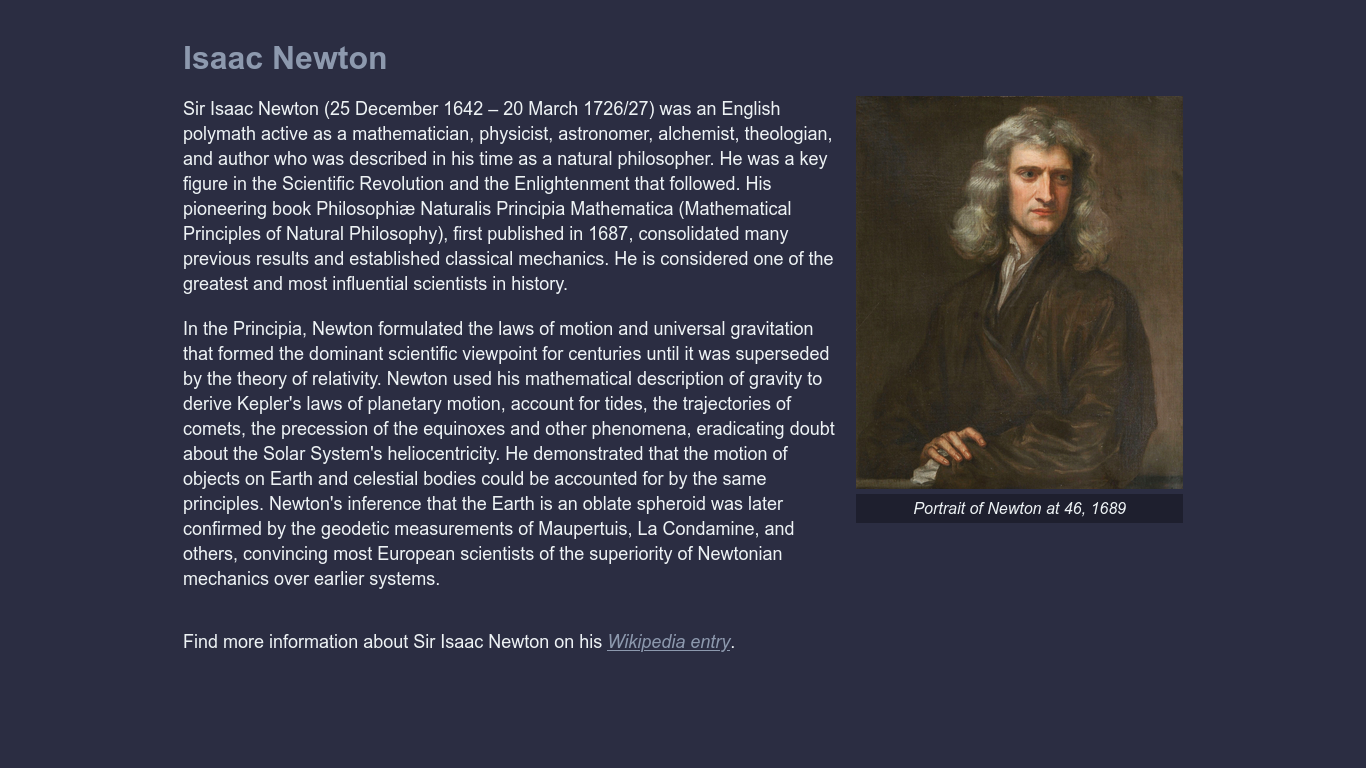 Isaac Newton
Sir Isaac Newton (25 December 1642 – 20 March 1726/27) was an English
polymath active as a mathematician, physicist, astronomer, alchemist, theologian,
and author who was described in his time as a natural philosopher. He was a key
figure in the Scientific Revolution and the Enlightenment that followed. His
pioneering book Philosophiæ Naturalis Principia Mathematica (Mathematical
Principles of Natural Philosophy), first published in 1687, consolidated many
previous results and established classical mechanics. He is considered one of the
greatest and most influential scientists in history.
In the Principia, Newton formulated the laws of motion and universal gravitation
that formed the dominant scientific viewpoint for centuries until it was superseded
by the theory of relativity. Newton used his mathematical description of gravity to
derive Kepler's laws of planetary motion, account for tides, the trajectories of
comets, the precession of the equinoxes and other phenomena, eradicating doubt
about the Solar System's heliocentricity. He demonstrated that the motion of
objects on Earth and celestial bodies could be accounted for by the same
principles. Newton's inference that the Earth is an oblate spheroid was later
confirmed by the geodetic measurements of Maupertuis, La Condamine, and
others, convincing most European scientists of the superiority of Newtonian
mechanics over earlier systems.
Portrait of Newton at 46, 1689
Find more information about Sir Isaac Newton on his Wikipedia entry.